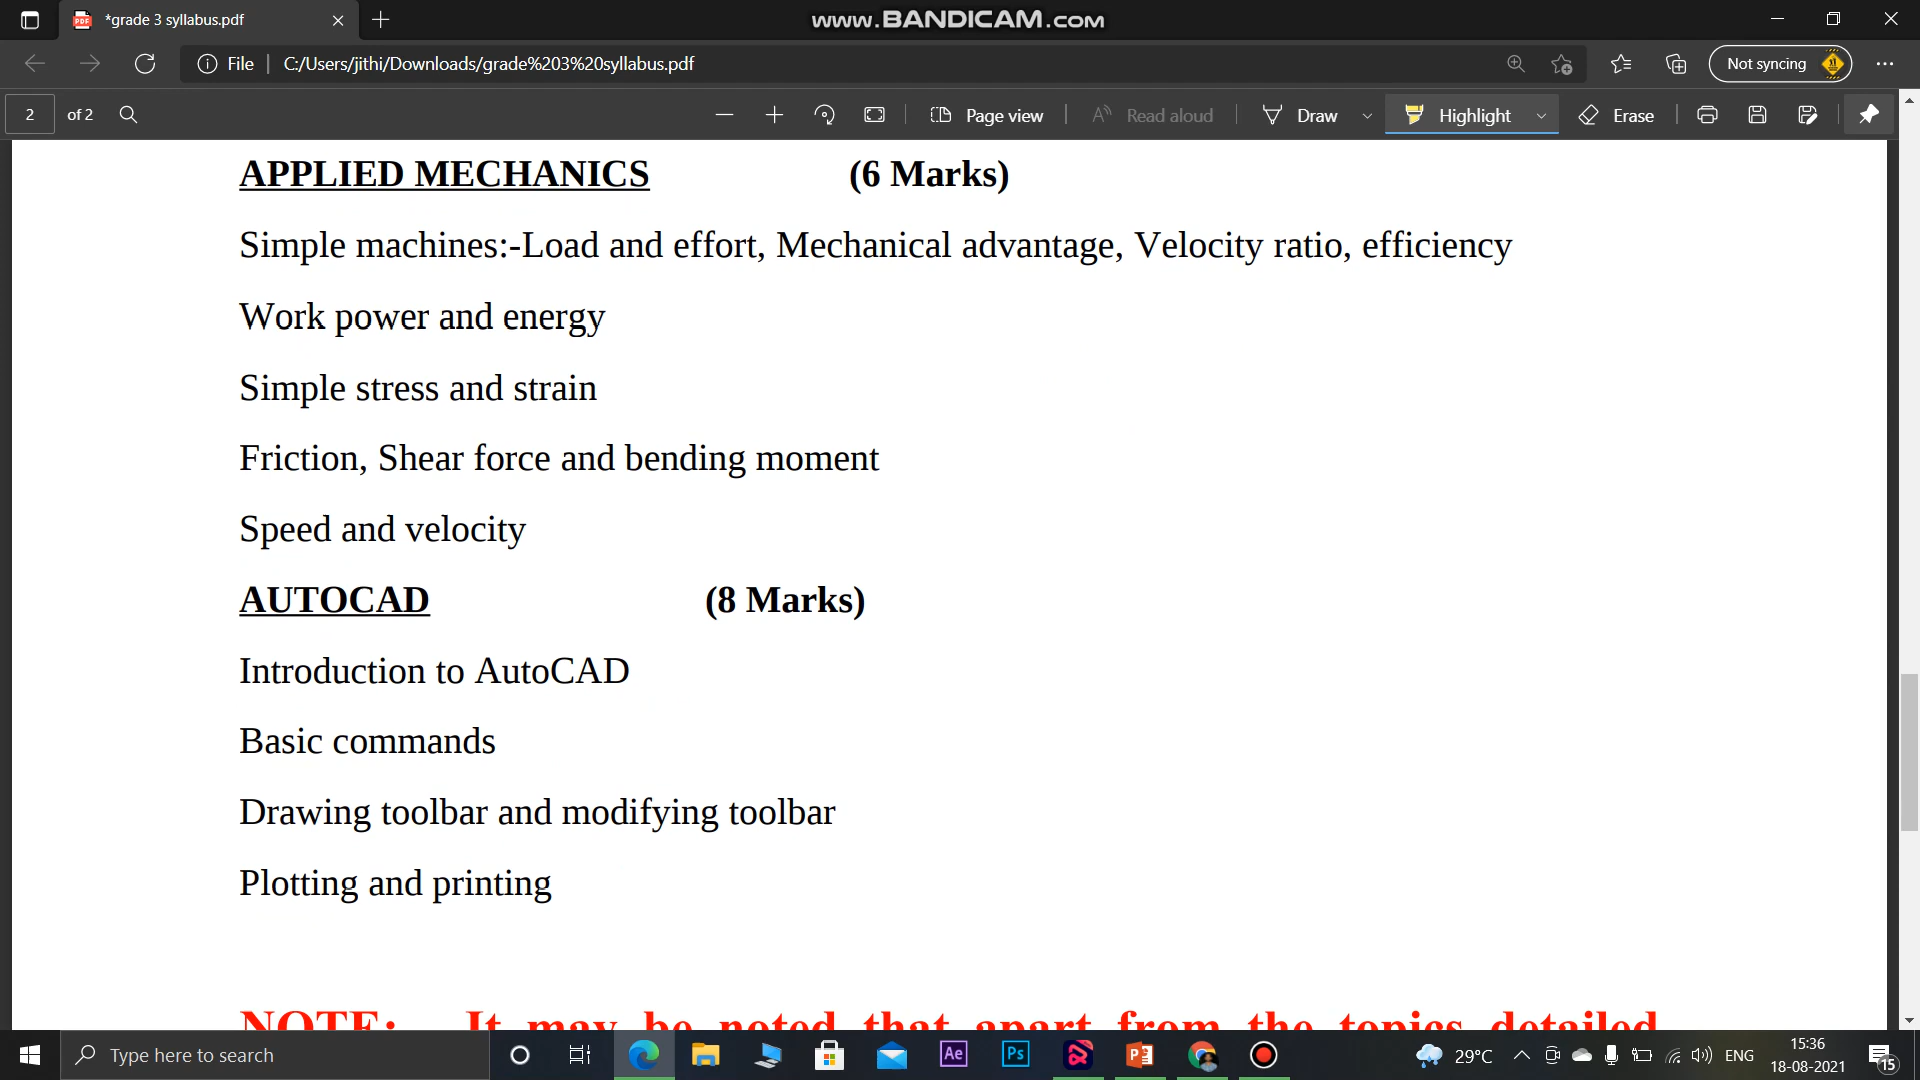 *grade 3 syllabus.pdf
www.BANDICAM.com
File
C:/Users/jithi/Downloads/grade%203%20syllabus.pdf
Not syncing
2 of 2
Page view
Read aloud
Draw
Highlight
Erase
APPLIED MECHANICS (6 Marks)
Simple machines:-Load and effort, Mechanical advantage, Velocity ratio, efficiency
Work power and energy
Simple stress and strain
Friction, Shear force and bending moment
Speed and velocity
AUTOCAD (8 Marks)
Introduction to AutoCAD
Basic commands
Drawing toolbar and modifying toolbar
Plotting and printing
NOTE: It may be noted that apart from the topics detailed
Type here to search
Ae
Ps
29°C
ENG
15:36
18-08-2021
15